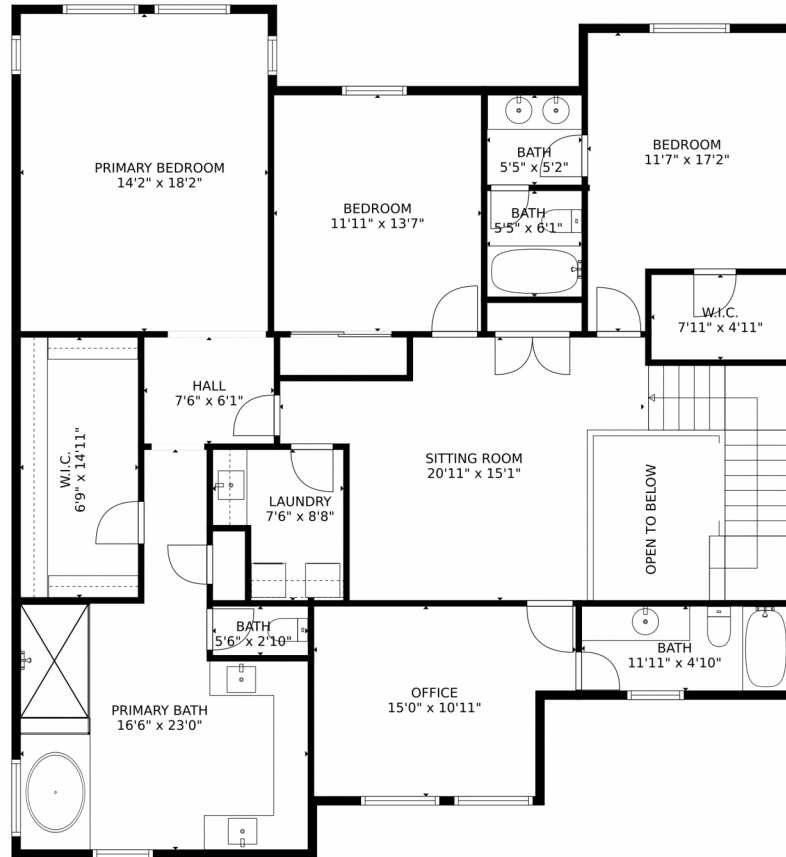 PRIMARY BEDROOM
14'2" x 18'2"
BEDROOM
11'11" x 13'7"
BATH
5'5" x 5'2"
BATH
5'5" x 6'1"
BEDROOM
11'7" x 17'2"
W.I.C.
7'11" x 4'11"
HALL
7'6" x 6'1"
W.I.C.
6'9" x 14'11"
SITTING ROOM
20'11" x 15'1"
LAUNDRY
7'6" x 8'8"
OPEN TO BELOW
BATH
5'6" x 2'10"
BATH
11'11" x 4'10"
OFFICE
15'0" x 10'11"
PRIMARY BATH
16'6" x 23'0"